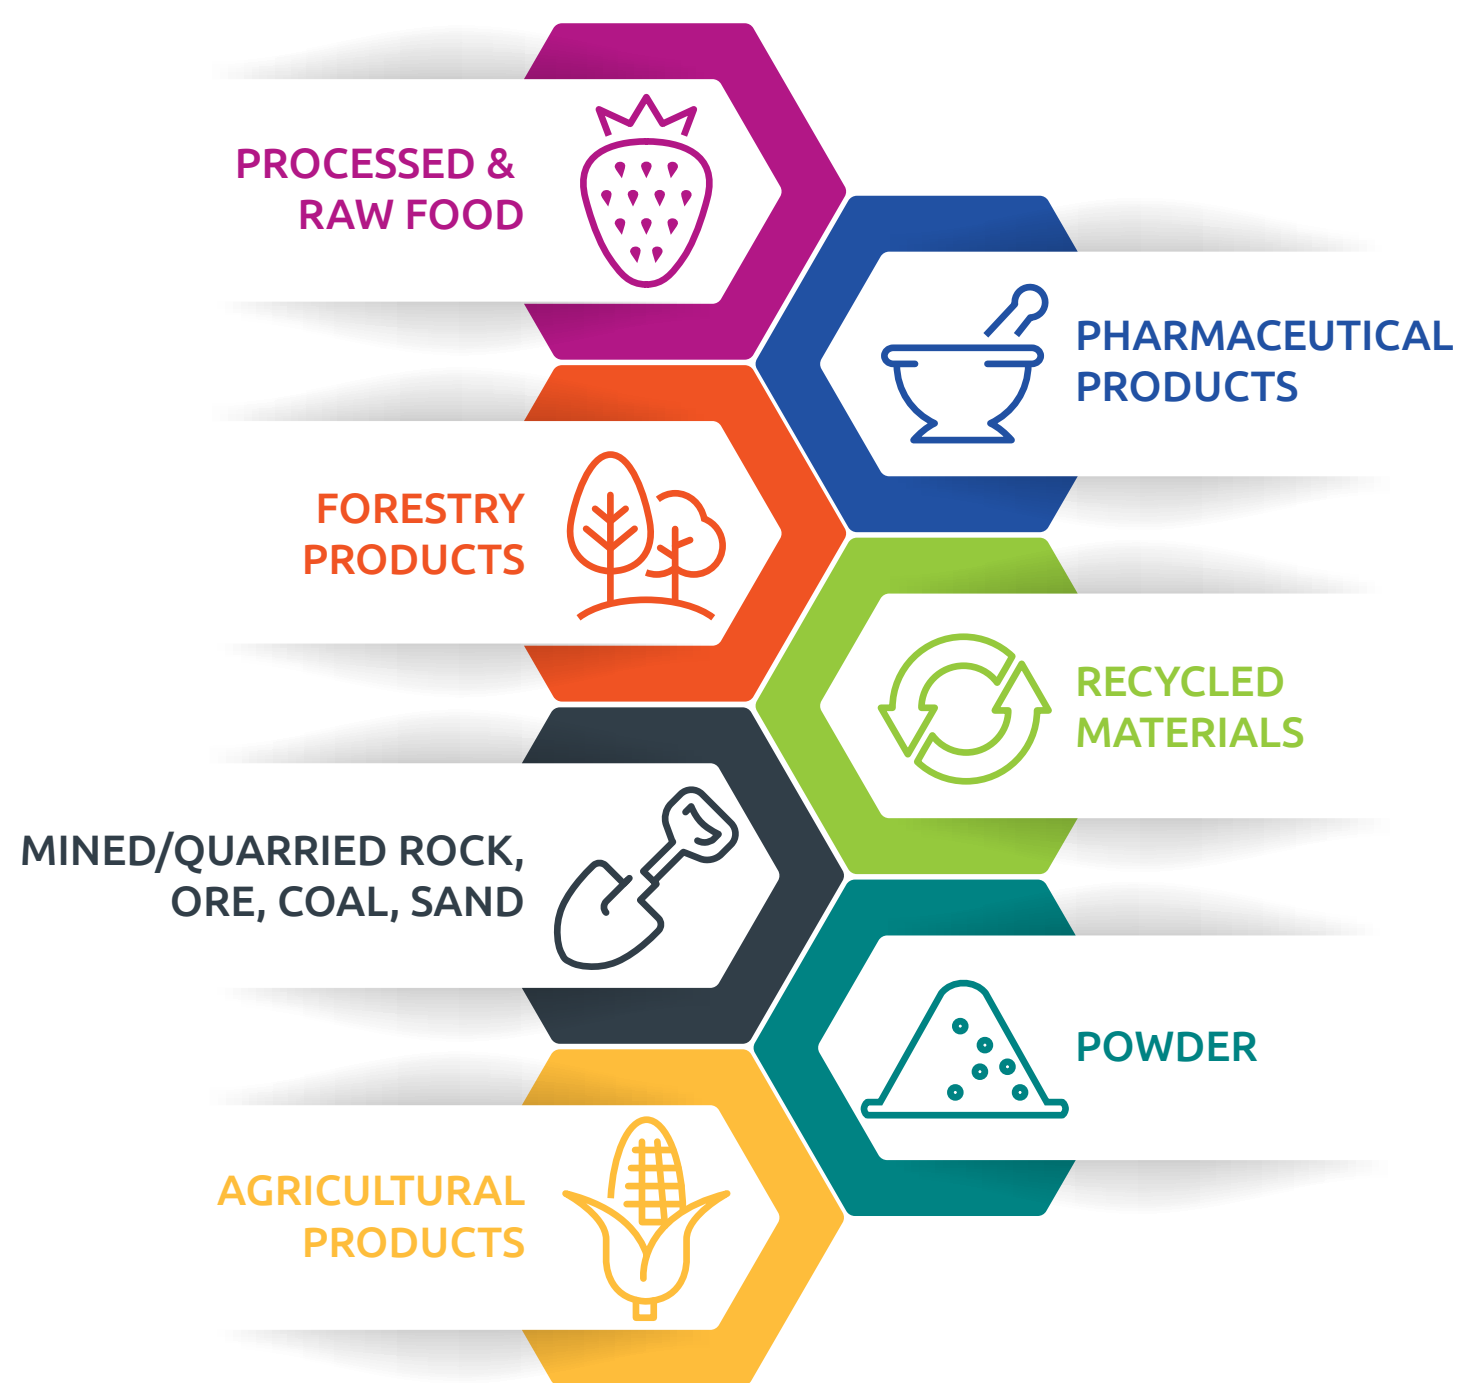 PROCESSED &
RAW FOOD
PHARMACEUTICAL
PRODUCTS
FORESTRY
PRODUCTS
RECYCLED
MATERIALS
MINED/QUARRIED ROCK,
ORE, COAL, SAND
POWDER
AGRICULTURAL
PRODUCTS